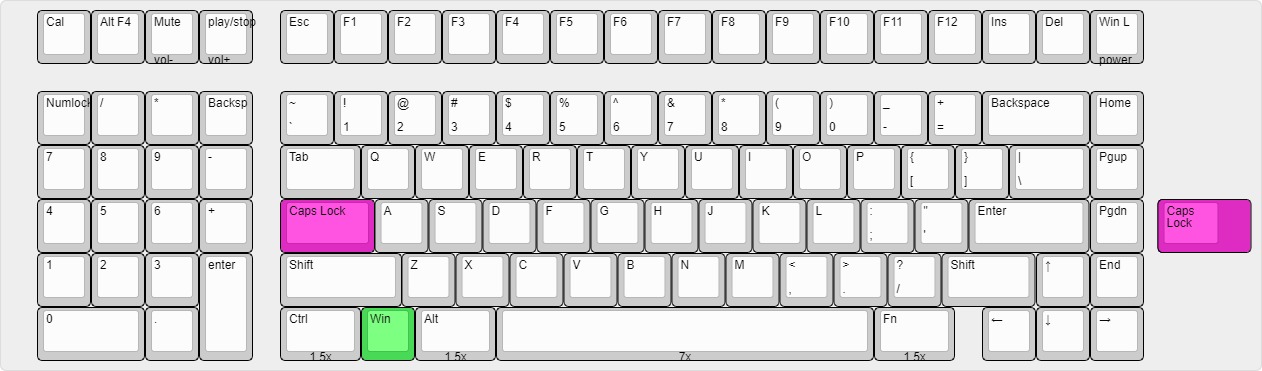 Cal Alt F4 Mute play/stop Esc F1 F2 F3 F4 F5 F6 F7 F8 F9 F10 F11 F12 Ins Del Win L
vol- vol+ power
Numlock / * Backsp ~ ! @ # $ % ^ & * ( ) _ + Backspace Home
` 1 2 3 4 5 6 7 8 9 0 - =
7 8 9 - Tab Q W E R T Y U I O P { } | Pgup
[ ] \
4 5 6 + Caps Lock A S D F G H J K L : " Enter Pgdn Caps
Lock
; '
1 2 3 enter Shift Z X C V B N M < > ? Shift ↑ End
, . /
0 . Ctrl Win Alt Fn ← ↓ →
1.5x 1.5x 7x 1.5x